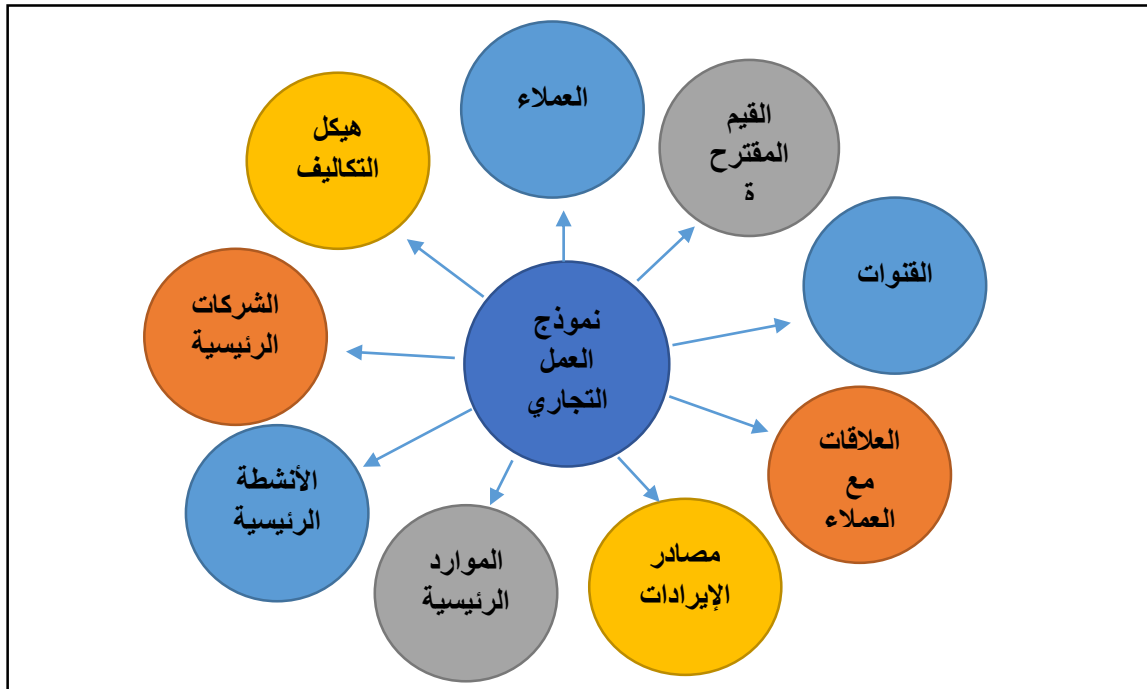 العملاء
القيم
المقترح
ة
القنوات
العلاقات
مع
العملاء
مصادر
الإيرادات
الموارد
الرئيسية
الأنشطة
الرئيسية
الشركات
الرئيسية
هيكل
التكاليف
نموذج
العمل
التجاري